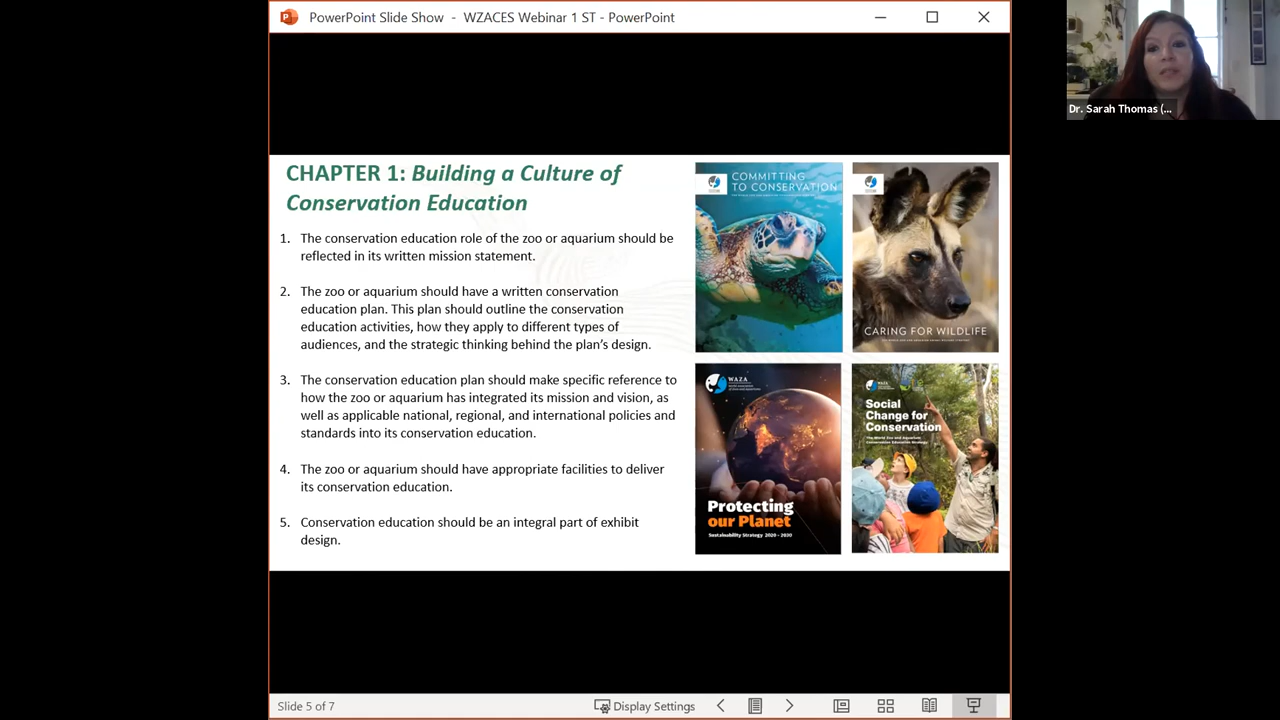 PowerPoint Slide Show - WZACES Webinar 1 ST - PowerPoint
Dr. Sarah Thomas (...
CHAPTER 1: Building a Culture of
Conservation Education
1. The conservation education role of the zoo or aquarium should be
reflected in its written mission statement.
2. The zoo or aquarium should have a written conservation
education plan. This plan should outline the conservation
education activities, how they apply to different types of
audiences, and the strategic thinking behind the plan's design.
3. The conservation education plan should make specific reference to
how the zoo or aquarium has integrated its mission and vision, as
well as applicable national, regional, and international policies and
standards into its conservation education.
4. The zoo or aquarium should have appropriate facilities to deliver
its conservation education.
5. Conservation education should be an integral part of exhibit
design.
COMMITTING
TO CONSERVATION
CARING FOR WILDLIFE
WAZA
Protecting
our Planet
Sustainability Strategy 2020 - 2030
WAZA
Social
Change for
Conservation
The World Zoo and Aquarium
Conservation Education Strategy
Slide 5 of 7
Display Settings